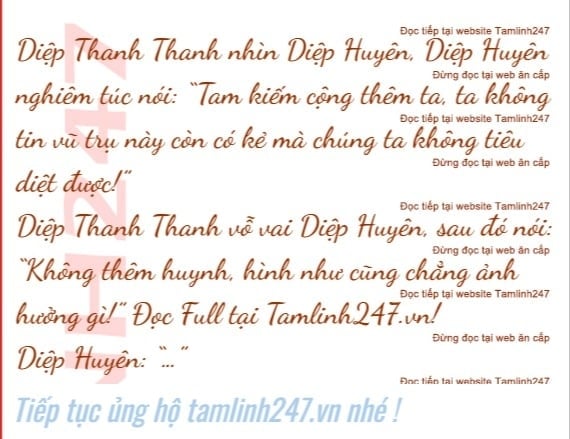 Đọc tiếp tại website Tamlinh247
Diệp Thanh Thanh nhìn Diệp Huyên, Diệp Huyên
Đừng đọc tại web ăn cắp
nghiêm túc nói: “Tam kiếm cộng thêm ta, ta không
Đọc tiếp tại website Tamlinh247
tin vũ trụ này còn có kẻ mà chúng ta không tiêu
Đừng đọc tại web ăn cắp
diệt được!”
Đọc tiếp tại website Tamlinh247
Diệp Thanh Thanh vỗ vai Diệp Huyên, sau đó nói:
Đừng đọc tại web ăn cắp
“Không thêm huynh, hình như cũng chẳng ảnh
Đọc tiếp tại website Tamlinh247
hưởng gì!” Đọc Full tại Tamlinh247.vn!
Đừng đọc tại web ăn cắp
Diệp Huyên: “…”
Đọc tiếp tại website Tamlinh247
Tiếp tục ủng hộ tamlinh247.vn nhé !
NH247